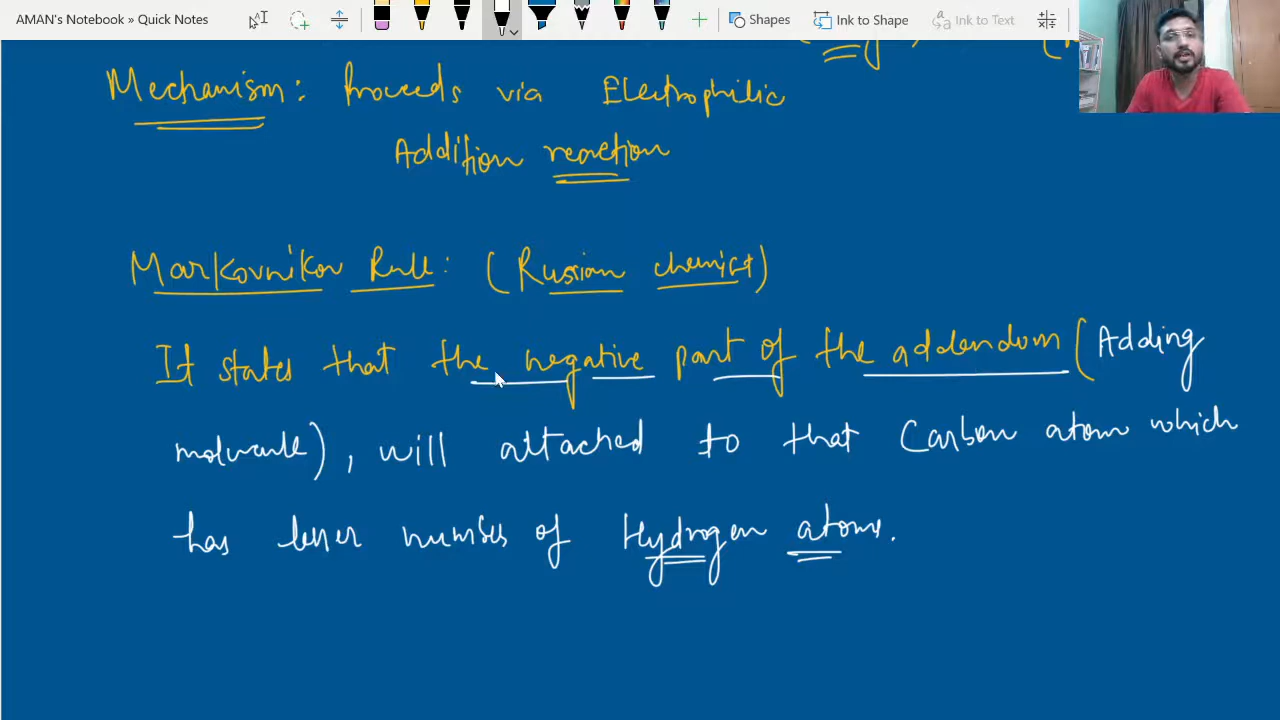 AMAN's Notebook » Quick Notes
Shapes
Ink to Shape
Ink to Text
Mechanism: Proceeds via Electrophilic
Addition reaction
Markovnikov Rule: (Russian chemist)
It states that the negative part of the addendum (Adding
molecule), will attached to that Carbon atom which
has lesser number of Hydrogen atoms.